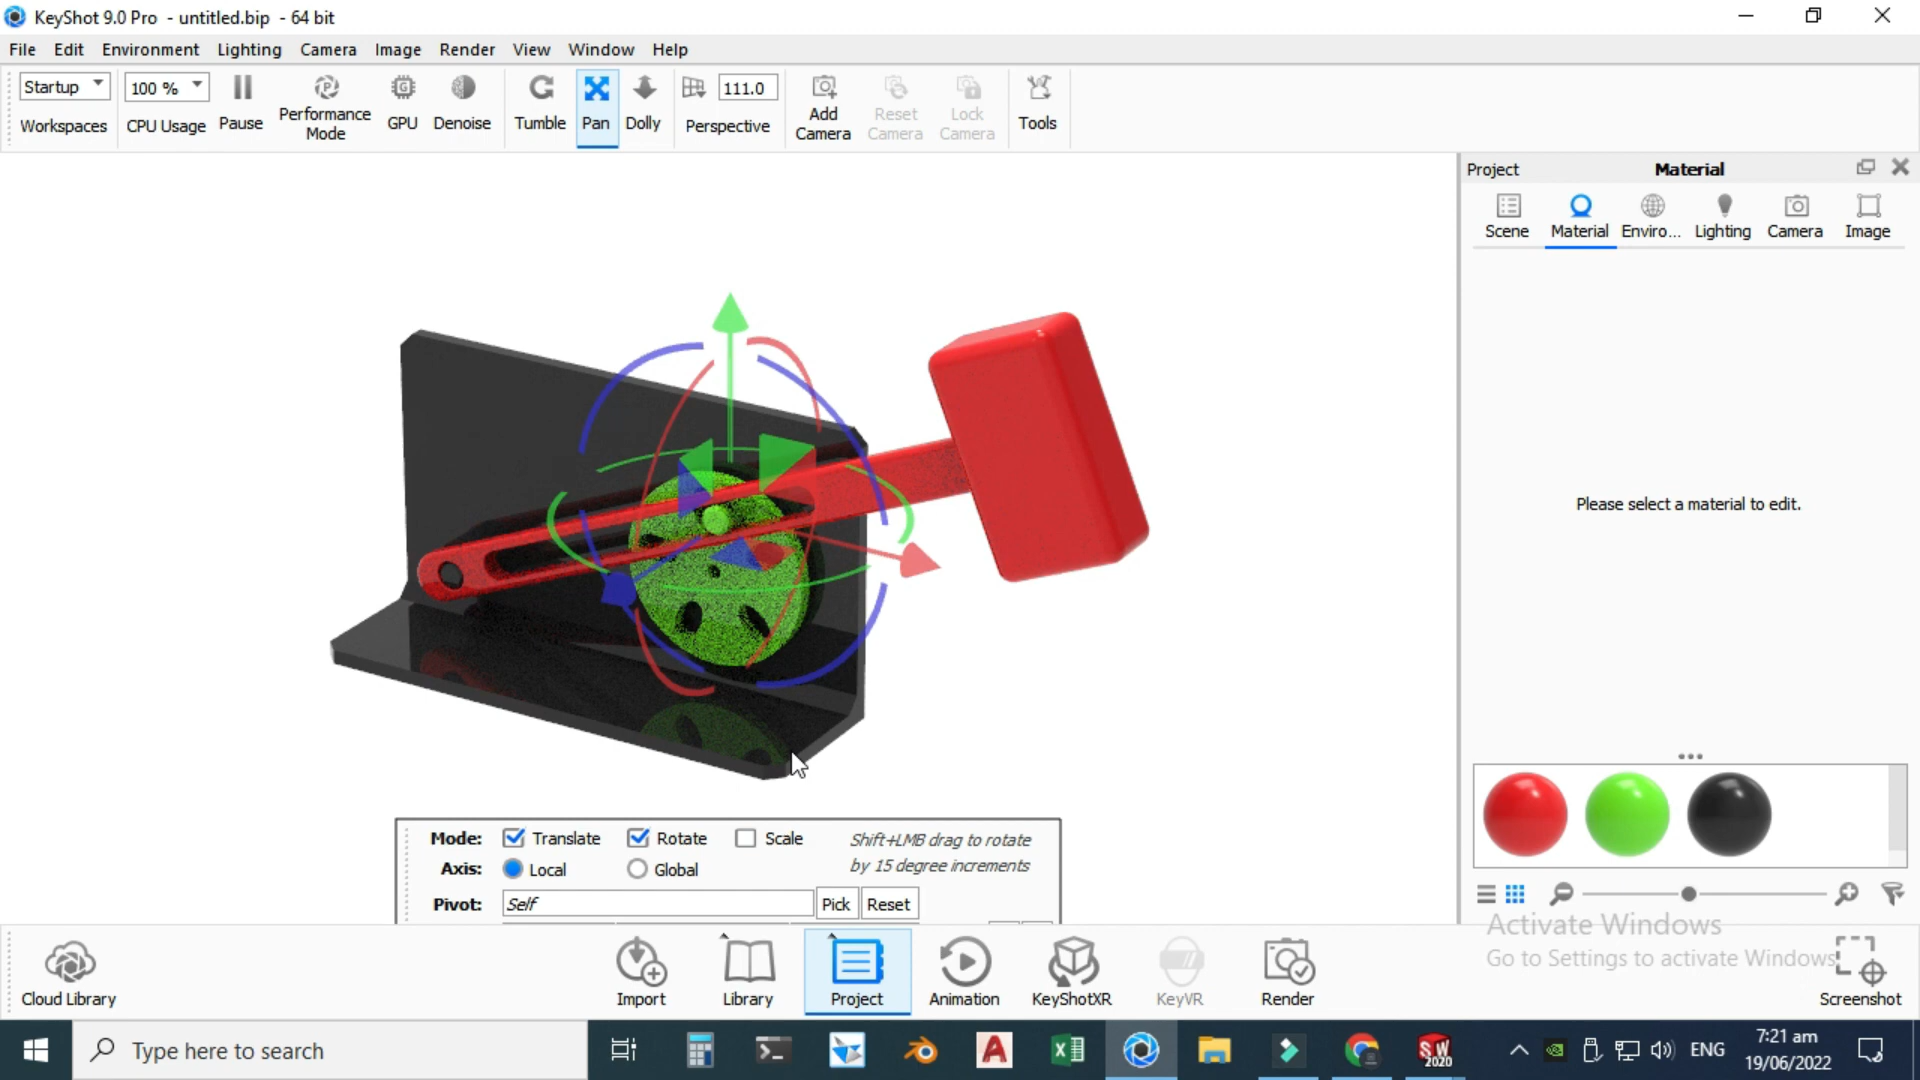 KeyShot 9.0 Pro - untitled.bip - 64 bit
File Edit Environment Lighting Camera Image Render View Window Help
Startup
Workspaces
100 %
CPU Usage
Pause
Performance
Mode
GPU
Denoise
Tumble
Pan
Dolly
111.0
Perspective
Add
Camera
Reset
Camera
Lock
Camera
Tools
Project
Material
Scene
Material
Enviro...
Lighting
Camera
Image
Please select a material to edit.
Mode: Translate Rotate Scale
Shift+LMB drag to rotate
by 15 degree increments
Axis: Local Global
Pivot: Self Pick Reset
Activate Windows
Go to Settings to activate Windows.
Cloud Library
Import
Library
Project
Animation
KeyShotXR
KeyVR
Render
Screenshot
Type here to search
SW
2020
ENG
7:21 am
19/06/2022